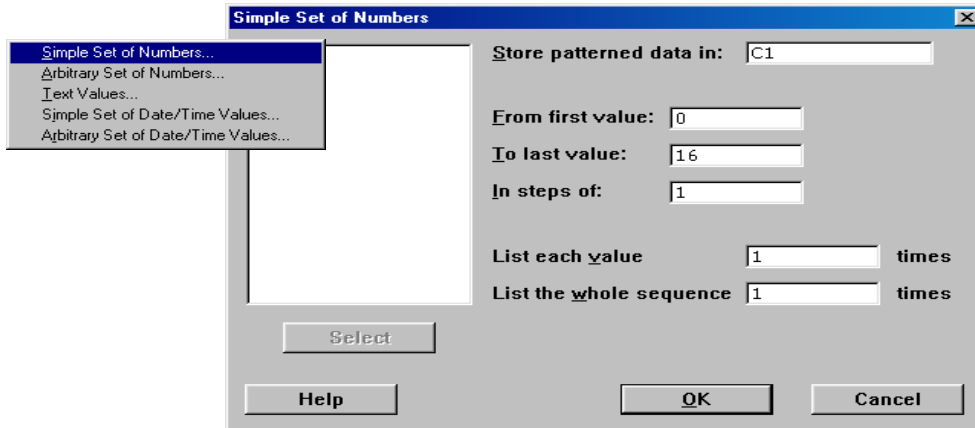 Simple Set of Numbers
Simple Set of Numbers...
Arbitrary Set of Numbers...
Text Values...
Simple Set of Date/Time Values...
Arbitrary Set of Date/Time Values...
Store patterned data in: C1
From first value: 0
To last value: 16
In steps of: 1
List each value 1 times
List the whole sequence 1 times
Select
Help OK Cancel